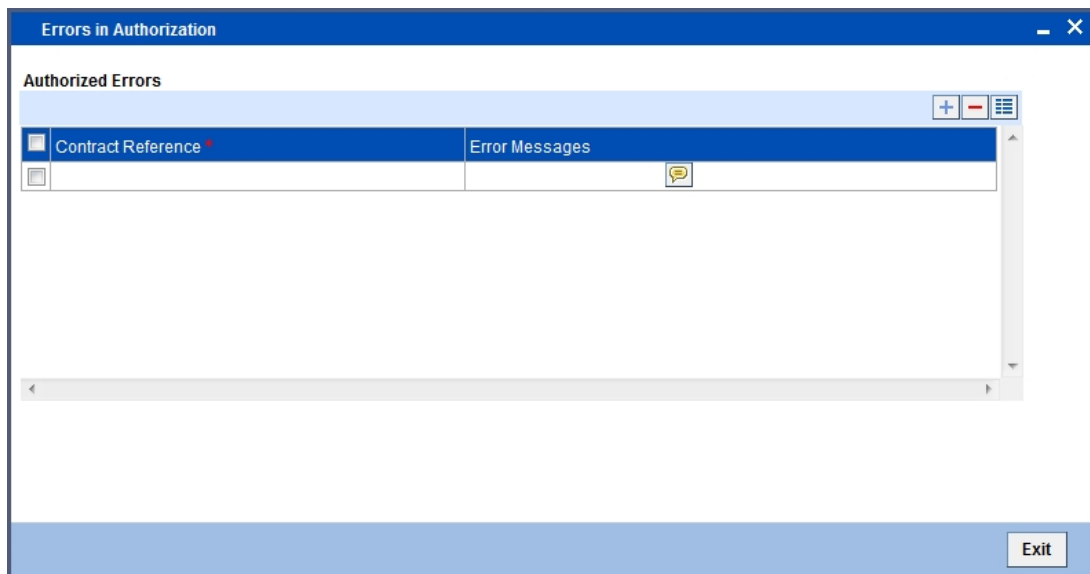 Errors in Authorization
Authorized Errors
Contract Reference * Error Messages
Exit